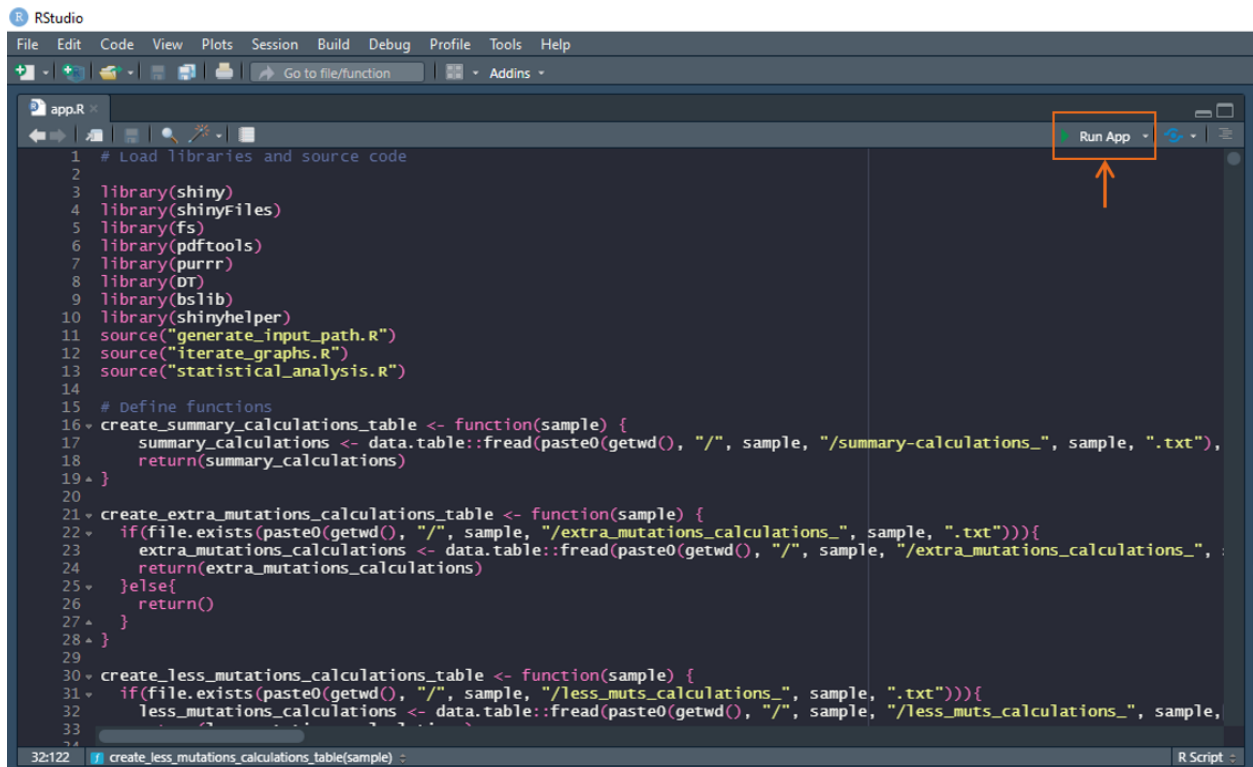 RStudio
File Edit Code View Plots Session Build Debug Profile Tools Help
Go to file/function Addins
app.R
Run App
1 # Load libraries and source code
2
3 library(shiny)
4 library(shinyFiles)
5 library(fs)
6 library(pdftools)
7 library(purrr)
8 library(DT)
9 library(bslib)
10 library(shinyhelper)
11 source("generate_input_path.R")
12 source("iterate_graphs.R")
13 source("statistical_analysis.R")
14
15 # Define functions
16 create_summary_calculations_table <- function(sample) {
17 summary_calculations <- data.table::fread(paste0(getwd(), "/", sample, "/summary-calculations_", sample, ".txt"),
18 return(summary_calculations)
19 }
20
21 create_extra_mutations_calculations_table <- function(sample) {
22 if(file.exists(paste0(getwd(), "/", sample, "/extra_mutations_calculations_", sample, ".txt"))){
23 extra_mutations_calculations <- data.table::fread(paste0(getwd(), "/", sample, "/extra_mutations_calculations_",
24 return(extra_mutations_calculations)
25 }else{
26 return()
27 }
28 }
29
30 create_less_mutations_calculations_table <- function(sample) {
31 if(file.exists(paste0(getwd(), "/", sample, "/less_muts_calculations_", sample, ".txt"))){
32 less_mutations_calculations <- data.table::fread(paste0(getwd(), "/", sample, "/less_muts_calculations_", sample,
33
32:122 create_less_mutations_calculations_table(sample) R Script